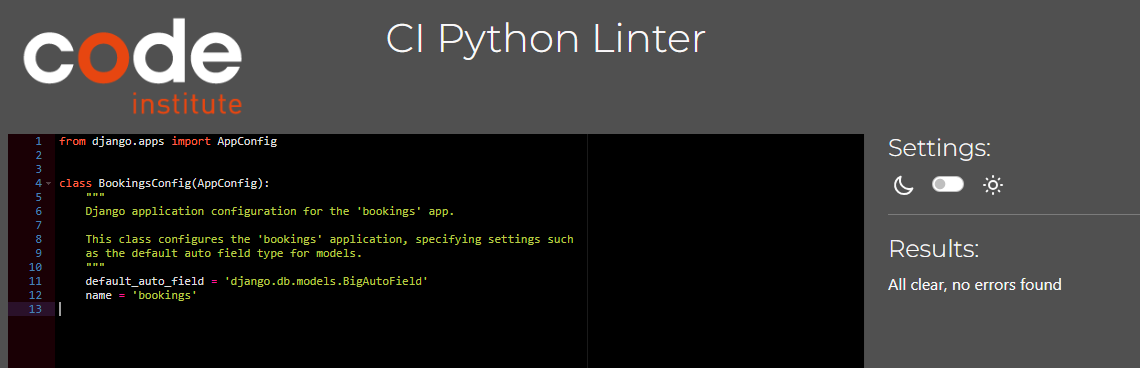 code
institute
CI Python Linter
1 from django.apps import AppConfig
2
3
4 class BookingsConfig(AppConfig):
5     """
6     Django application configuration for the 'bookings' app.
7
8     This class configures the 'bookings' application, specifying settings such
9     as the default auto field type for models.
10     """
11     default_auto_field = 'django.db.models.BigAutoField'
12     name = 'bookings'
13
Settings:
Results:
All clear, no errors found